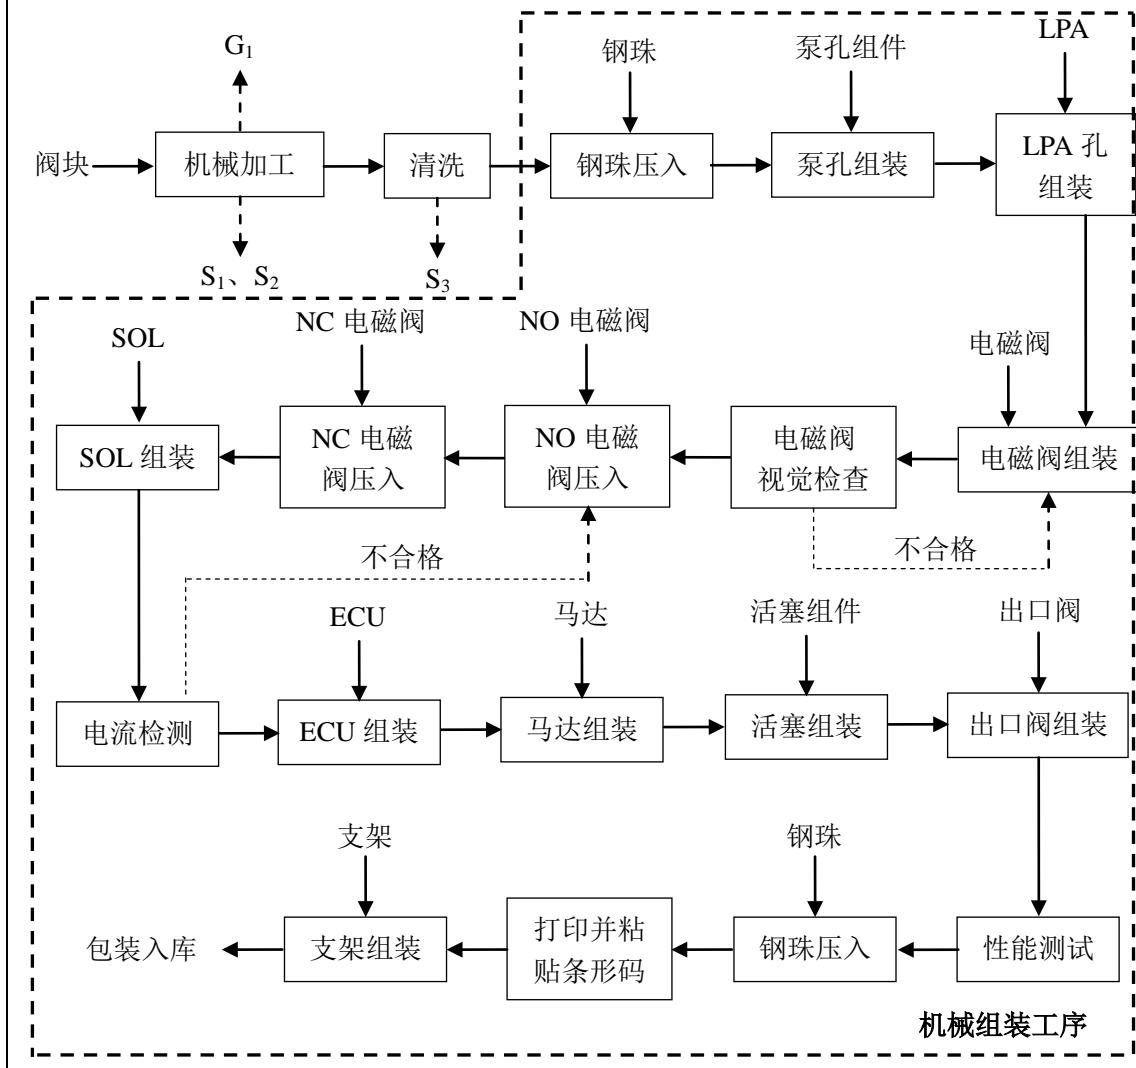 G₁
钢珠
泵孔组件
LPA
阀块
机械加工
清洗
钢珠压入
泵孔组装
LPA 孔
组装
S₁、S₂
S₃
SOL
NC 电磁阀
NO 电磁阀
电磁阀
SOL 组装
NC 电磁
阀压入
NO 电磁
阀压入
电磁阀
视觉检查
电磁阀组装
不合格
不合格
ECU
马达
活塞组件
出口阀
电流检测
ECU 组装
马达组装
活塞组装
出口阀组装
支架
钢珠
包装入库
支架组装
打印并粘
贴条形码
钢珠压入
性能测试
机械组装工序